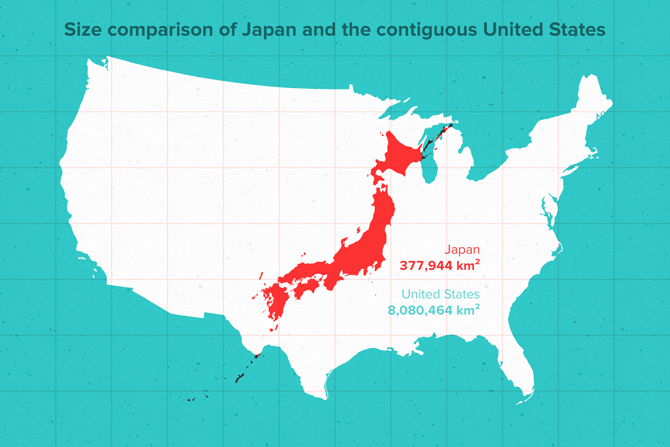 Size comparison of Japan and the contiguous United States
Japan
377,944 km²
United States
8,080,464 km²